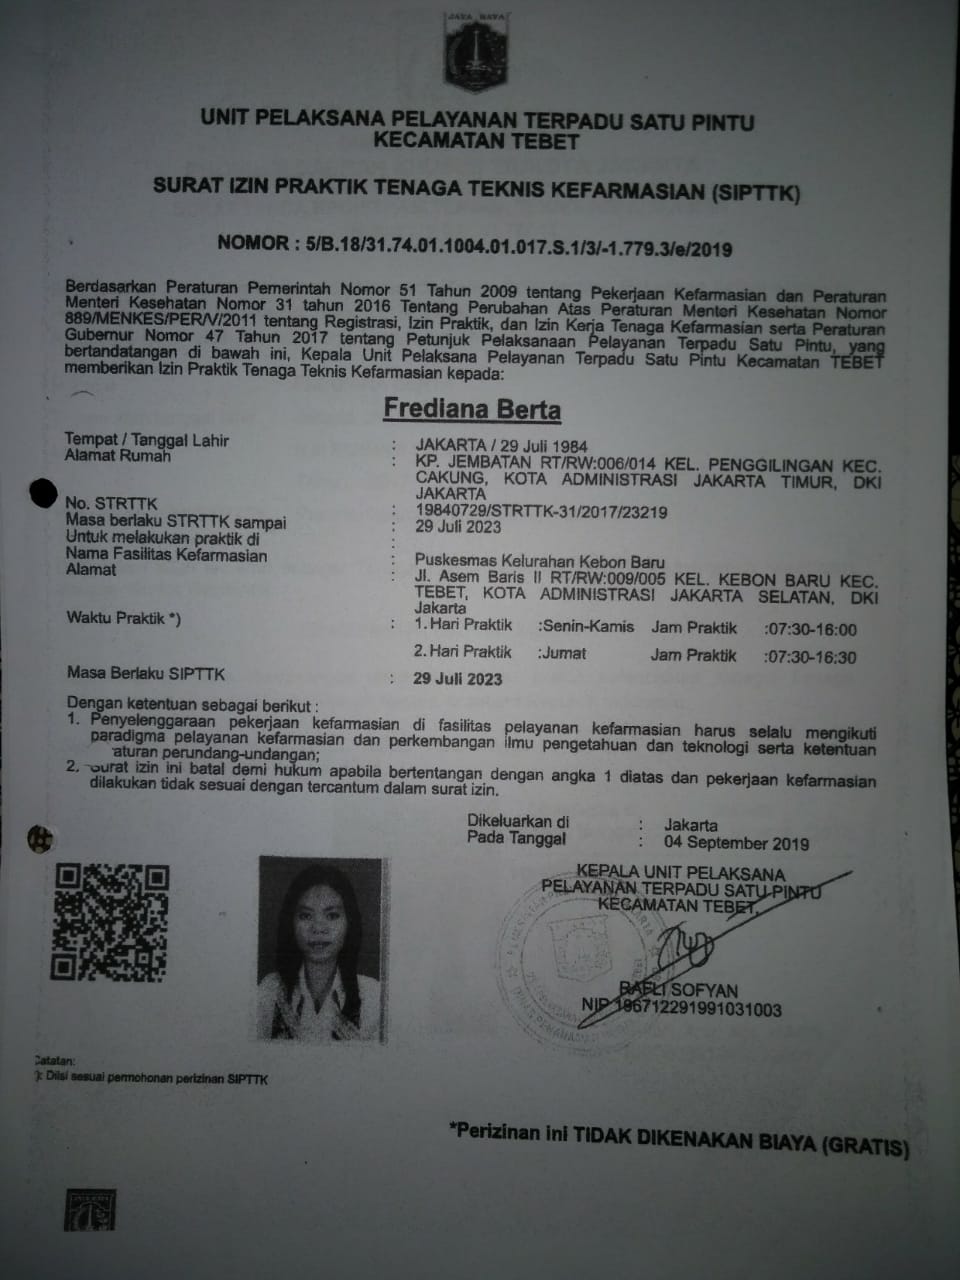 JAYA RAYA
UNIT PELAKSANA PELAYANAN TERPADU SATU PINTU
KECAMATAN TEBET
SURAT IZIN PRAKTIK TENAGA TEKNIS KEFARMASIAN (SIPTTK)
NOMOR : 5/B.18/31.74.01.1004.01.017.S.1/3/-1.779.3/e/2019
Berdasarkan Peraturan Pemerintah Nomor 51 Tahun 2009 tentang Pekerjaan Kefarmasian dan Peraturan
Menteri Kesehatan Nomor 31 tahun 2016 Tentang Perubahan Atas Peraturan Menteri Kesehatan Nomor
889/MENKES/PER/V/2011 tentang Registrasi, Izin Praktik, dan Izin Kerja Tenaga Kefarmasian serta Peraturan
Gubernur Nomor 47 Tahun 2017 tentang Petunjuk Pelaksanaan Pelayanan Terpadu Satu Pintu, yang
bertandatangan di bawah ini, Kepala Unit Pelaksana Pelayanan Terpadu Satu Pintu Kecamatan TEBET
memberikan Izin Praktik Tenaga Teknis Kefarmasian kepada:
Frediana Berta
Tempat / Tanggal Lahir : JAKARTA / 29 Juli 1984
Alamat Rumah : KP. JEMBATAN RT/RW:006/014 KEL. PENGGILINGAN KEC.
CAKUNG, KOTA ADMINISTRASI JAKARTA TIMUR, DKI
JAKARTA
No. STRTTK : 19840729/STRTTK-31/2017/23219
Masa berlaku STRTTK sampai : 29 Juli 2023
Untuk melakukan praktik di :
Nama Fasilitas Kefarmasian : Puskesmas Kelurahan Kebon Baru
Alamat : Jl. Asem Baris II RT/RW:009/005 KEL. KEBON BARU KEC.
TEBET, KOTA ADMINISTRASI JAKARTA SELATAN, DKI
Jakarta
Waktu Praktik *) : 1. Hari Praktik :Senin-Kamis Jam Praktik :07:30-16:00
2. Hari Praktik :Jumat Jam Praktik :07:30-16:30
Masa Berlaku SIPTTK : 29 Juli 2023
Dengan ketentuan sebagai berikut :
1. Penyelenggaraan pekerjaan kefarmasian di fasilitas pelayanan kefarmasian harus selalu mengikuti
paradigma pelayanan kefarmasian dan perkembangan ilmu pengetahuan dan teknologi serta ketentuan
aturan perundang-undangan;
2. Surat izin ini batal demi hukum apabila bertentangan dengan angka 1 diatas dan pekerjaan kefarmasian
dilakukan tidak sesuai dengan tercantum dalam surat izin.
Dikeluarkan di : Jakarta
Pada Tanggal : 04 September 2019
KEPALA UNIT PELAKSANA
PELAYANAN TERPADU SATU PINTU
KECAMATAN TEBET,
RAFLI SOFYAN
NIP 196712291991031003
Catatan:
*): Diisi sesuai permohonan perizinan SIPTTK
*Perizinan ini TIDAK DIKENAKAN BIAYA (GRATIS)
JAYA RAYA